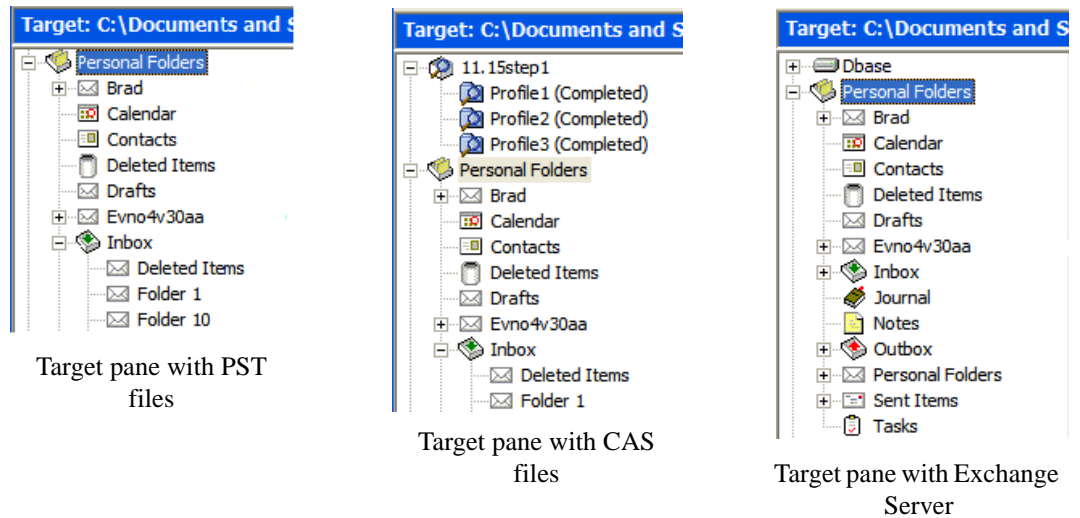 Target: C:\Documents and S
Personal Folders
Brad
Calendar
Contacts
Deleted Items
Drafts
Evno4v30aa
Inbox
Deleted Items
Folder 1
Folder 10
Target pane with PST
files
Target: C:\Documents and S
11.15step1
Profile1 (Completed)
Profile2 (Completed)
Profile3 (Completed)
Personal Folders
Brad
Calendar
Contacts
Deleted Items
Drafts
Evno4v30aa
Inbox
Deleted Items
Folder 1
Target pane with CAS
files
Target: C:\Documents and S
Dbase
Personal Folders
Brad
Calendar
Contacts
Deleted Items
Drafts
Evno4v30aa
Inbox
Journal
Notes
Outbox
Personal Folders
Sent Items
Tasks
Target pane with Exchange
Server